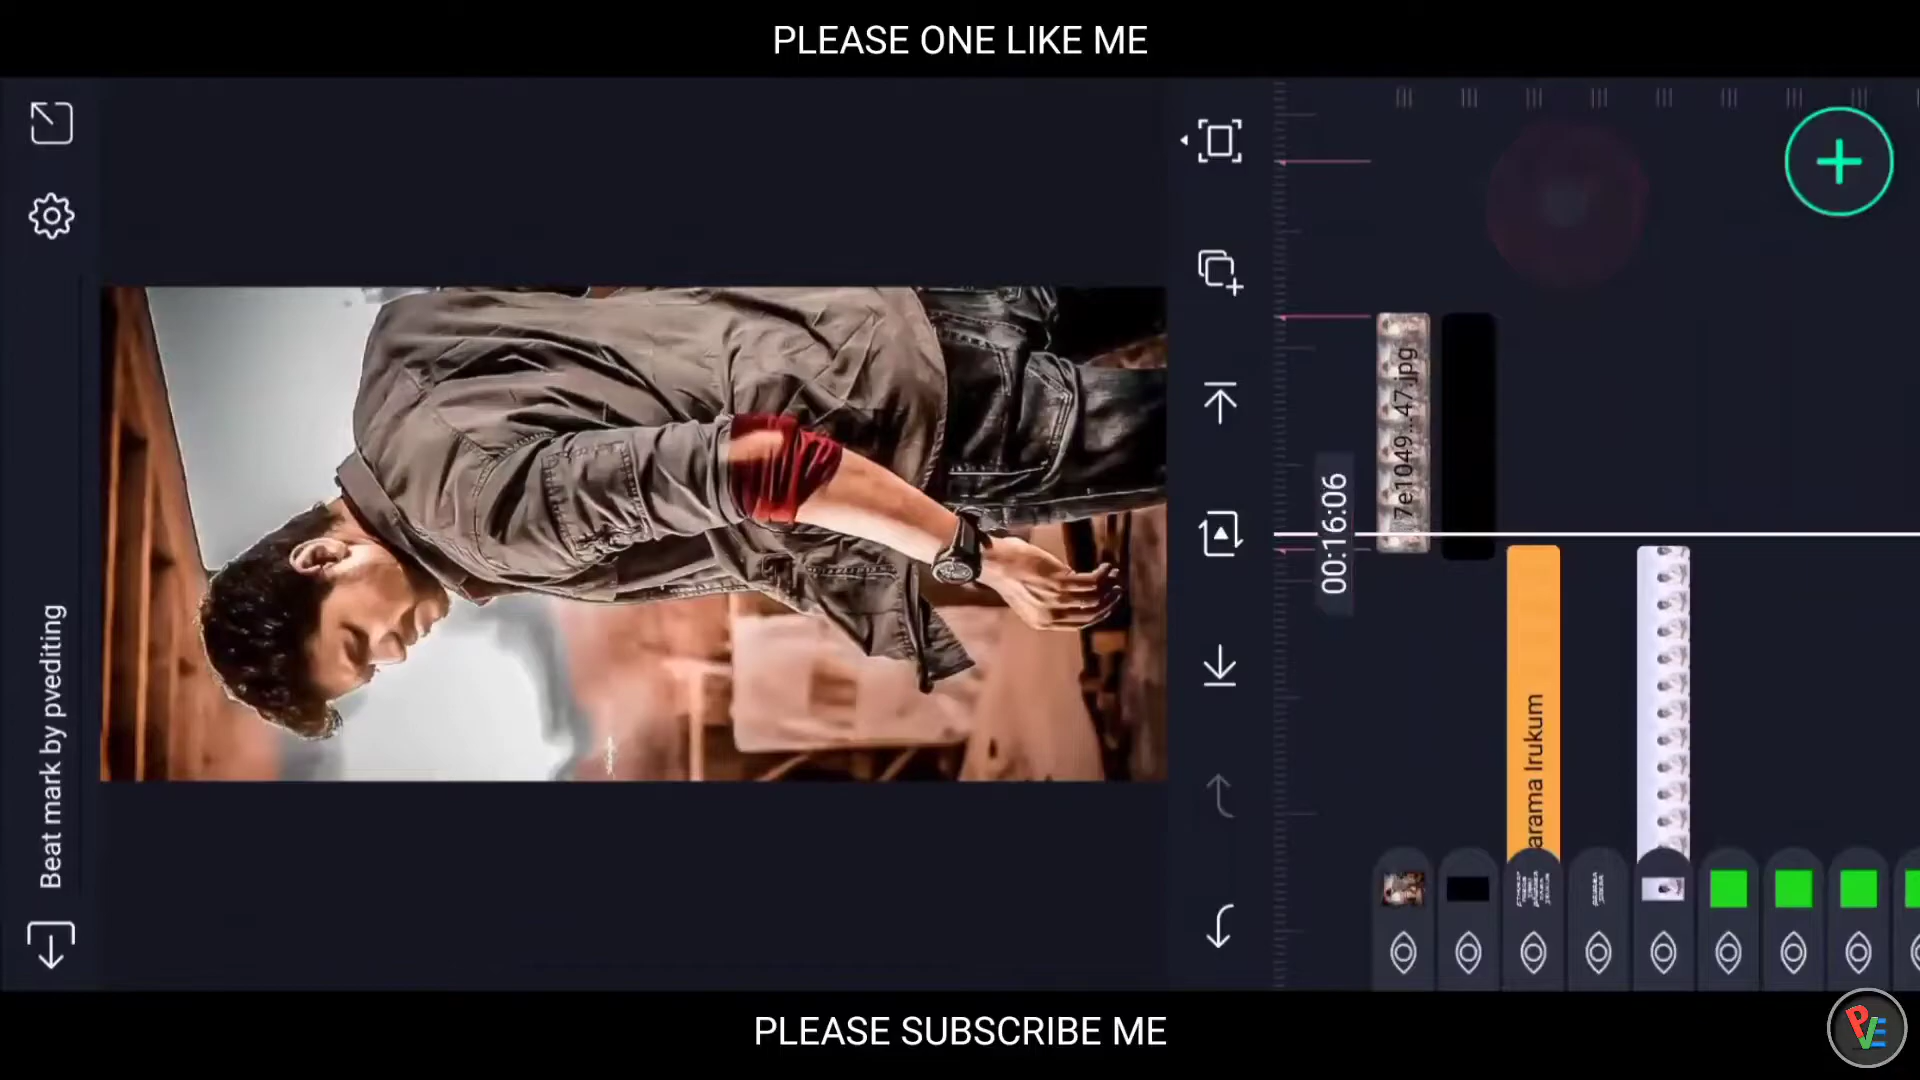 PLEASE ONE LIKE ME
Beat mark by pvediting
00:16:06
7e1049...47.jpg
arama Irukum
PLEASE SUBSCRIBE ME
PVE